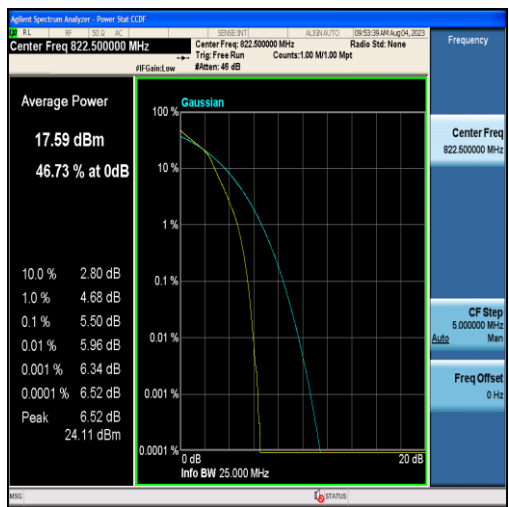 Agilent Spectrum Analyzer - Power Stat CCDF
RL RF 50 Ω AC SENSE:INT ALIGN AUTO 09:53:39 AM Aug 04, 2023
Center Freq 822.500000 MHz
Center Freq: 822.500000 MHz Radio Std: None
Trig: Free Run Counts:1.00 M/1.00 Mpt
#IFGain:Low #Atten: 46 dB
Frequency
Average Power
17.59 dBm
46.73 % at 0dB
10.0 % 2.80 dB
1.0 % 4.68 dB
0.1 % 5.50 dB
0.01 % 5.96 dB
0.001 % 6.34 dB
0.0001 % 6.52 dB
Peak 6.52 dB
24.11 dBm
Gaussian
100 %
10 %
1 %
0.1 %
0.01 %
0.001 %
0.0001 %
0 dB 20 dB
Info BW 25.000 MHz
Center Freq
822.500000 MHz
CF Step
5.000000 MHz
Auto Man
Freq Offset
0 Hz
MSG STATUS